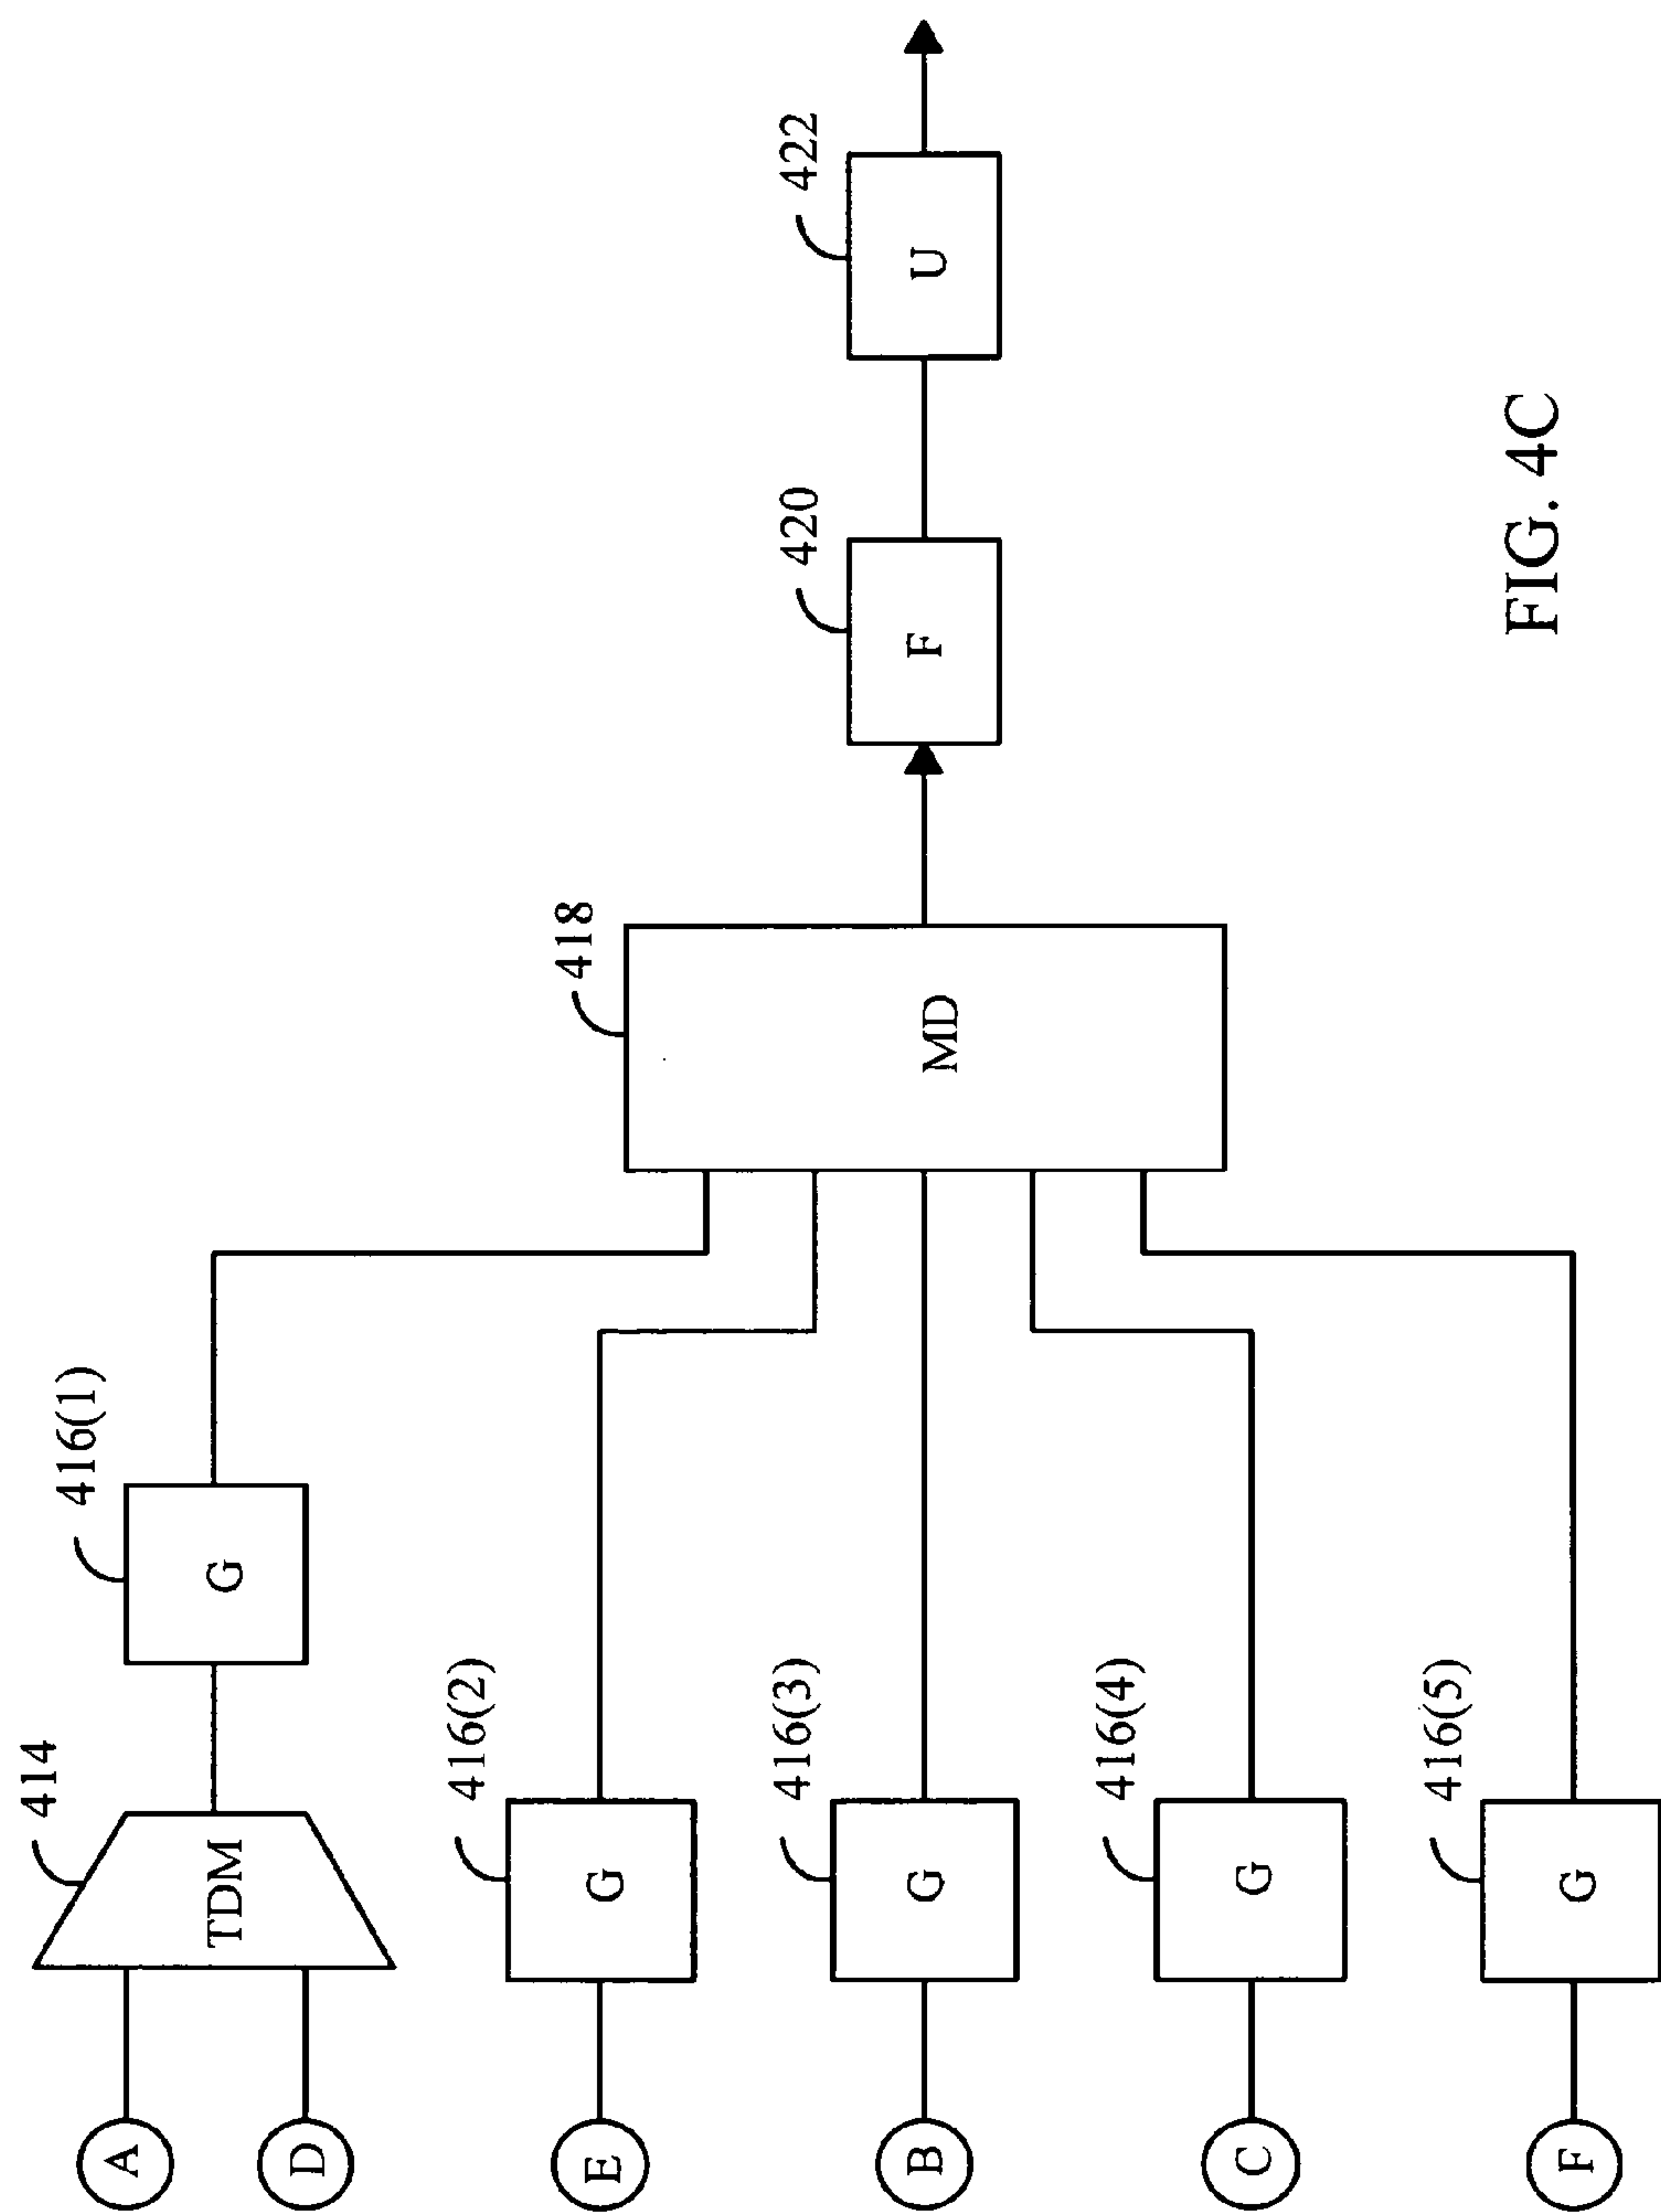 A
D
414
TDM
416(1)
G
E
416(2)
G
B
416(3)
G
C
416(4)
G
F
416(5)
G
418
MD
420
F
422
U
FIG. 4C